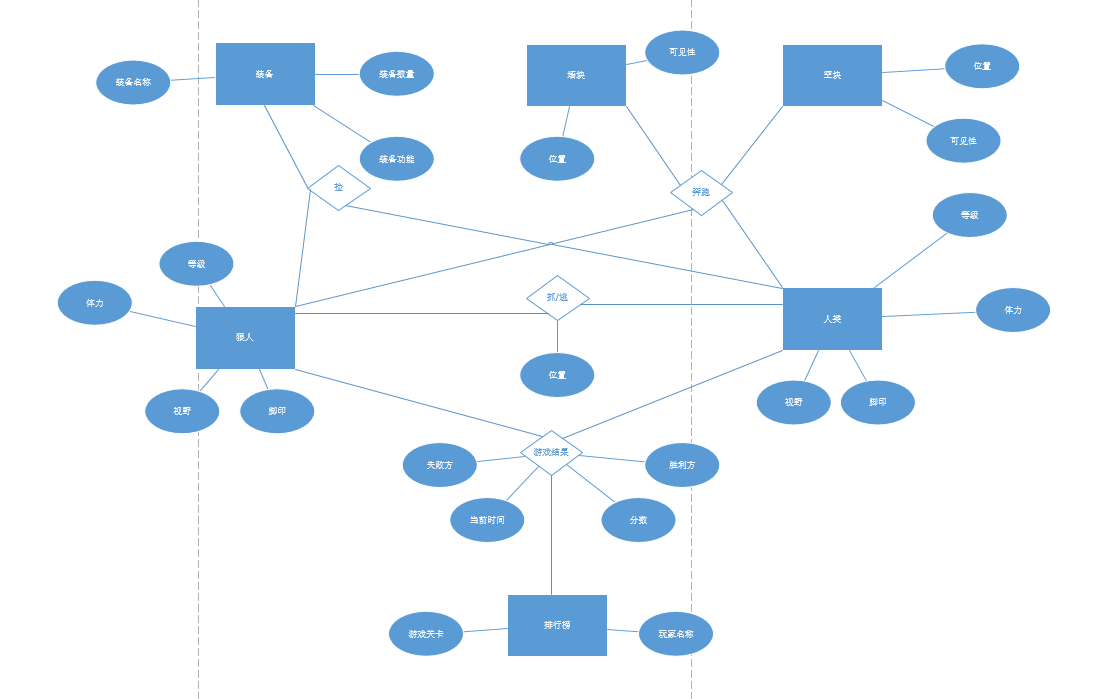 装备
墙块
可见性
空块
位置
装备名称
装备数量
可见性
位置
装备功能
捡
奔跑
等级
等级
体力
抓/逃
体力
狼人
人类
位置
视野
脚印
视野
脚印
游戏结果
失败方
胜利方
当前时间
分数
排行榜
游戏关卡
玩家名称